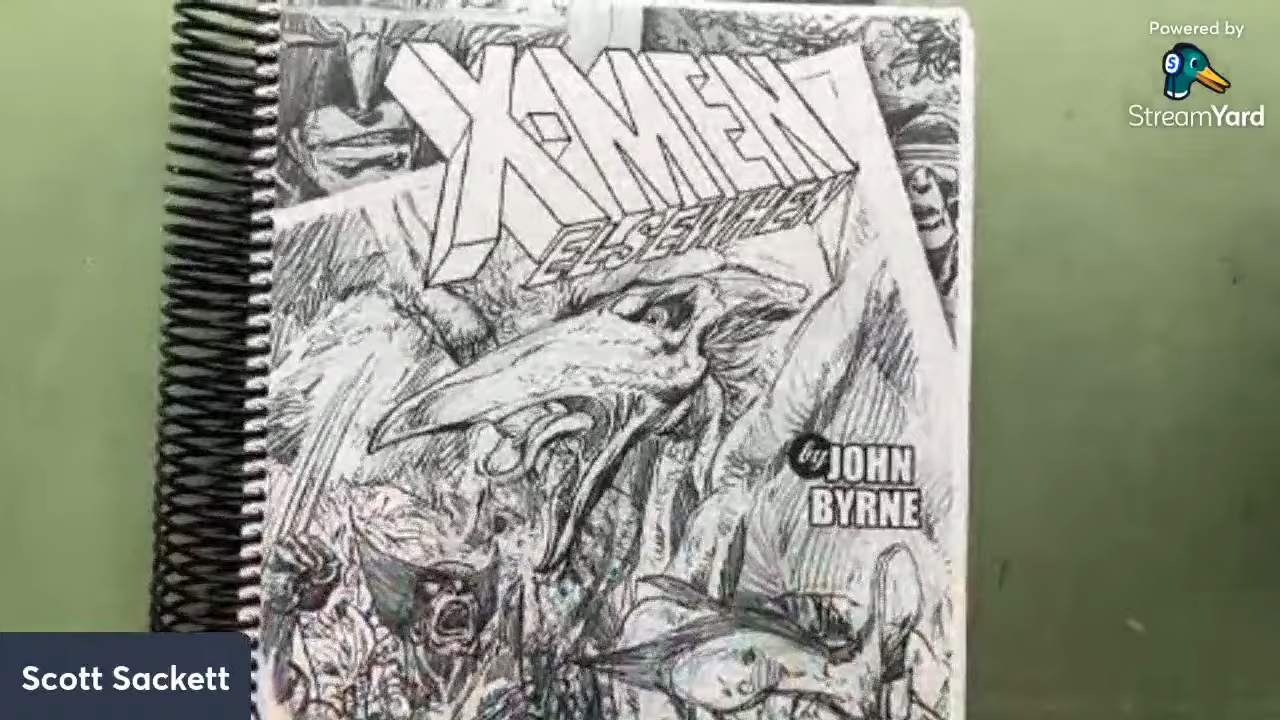 Powered by
S
StreamYard
X-MEN
ELSEWHEN
by JOHN
BYRNE
Scott Sackett